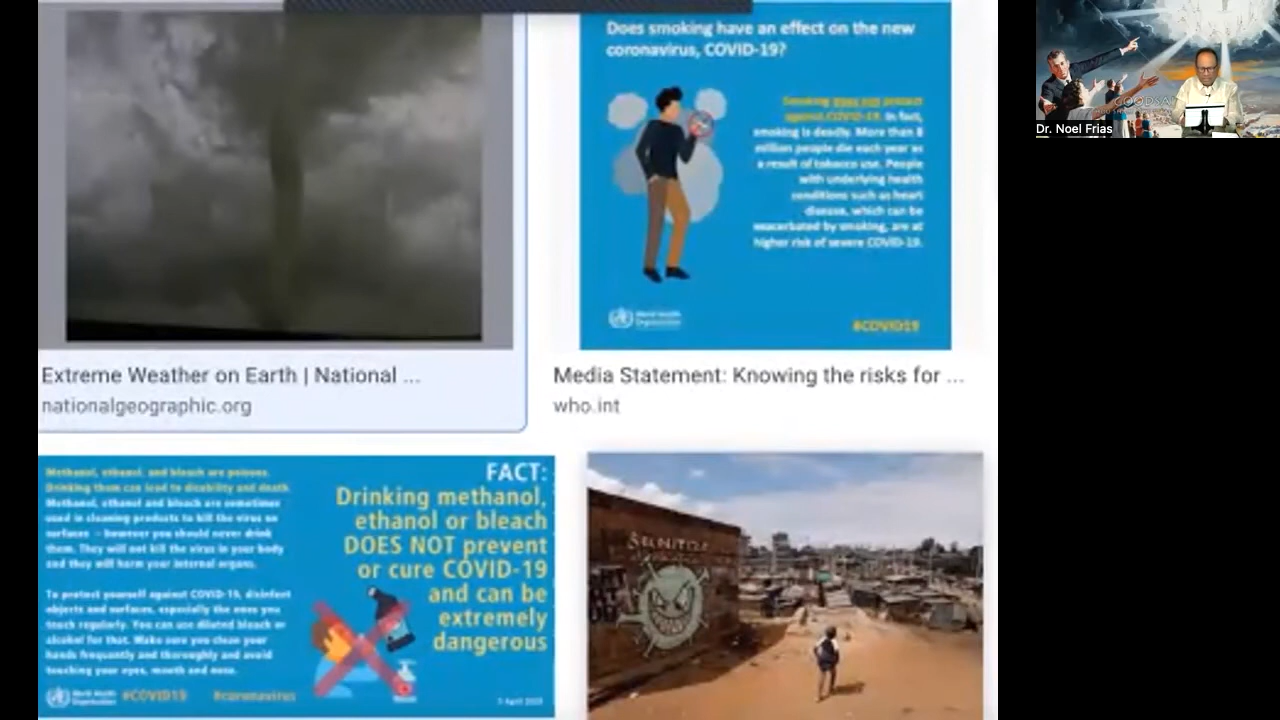 Does smoking have an effect on the new
coronavirus, COVID-19?
Smoking does not protect
against COVID-19. In fact,
smoking is deadly. More than 8
million people die each year as
a result of tobacco use. People
with underlying health
conditions such as heart
disease, which can be
exacerbated by smoking, are at
higher risk of severe COVID-19.
World Health
Organization
#COVID19
Extreme Weather on Earth | National ...
nationalgeographic.org
Media Statement: Knowing the risks for ...
who.int
Methanol, ethanol, and bleach are poisons.
Drinking them can lead to disability and death.
Methanol, ethanol and bleach are sometimes
used in cleaning products to kill the virus on
surfaces – however you should never drink
them. They will not kill the virus in your body
and they will harm your internal organs.
To protect yourself against COVID-19, disinfect
objects and surfaces, especially the ones you
touch regularly. You can use diluted bleach or
alcohol for that. Make sure you clean your
hands frequently and thoroughly and avoid
touching your eyes, mouth and nose.
World Health
Organization
#COVID19 #coronavirus
FACT:
Drinking methanol,
ethanol or bleach
DOES NOT prevent
or cure COVID-19
and can be
extremely
dangerous
SANITIZE
GOODSA
Dr. Noel Frias